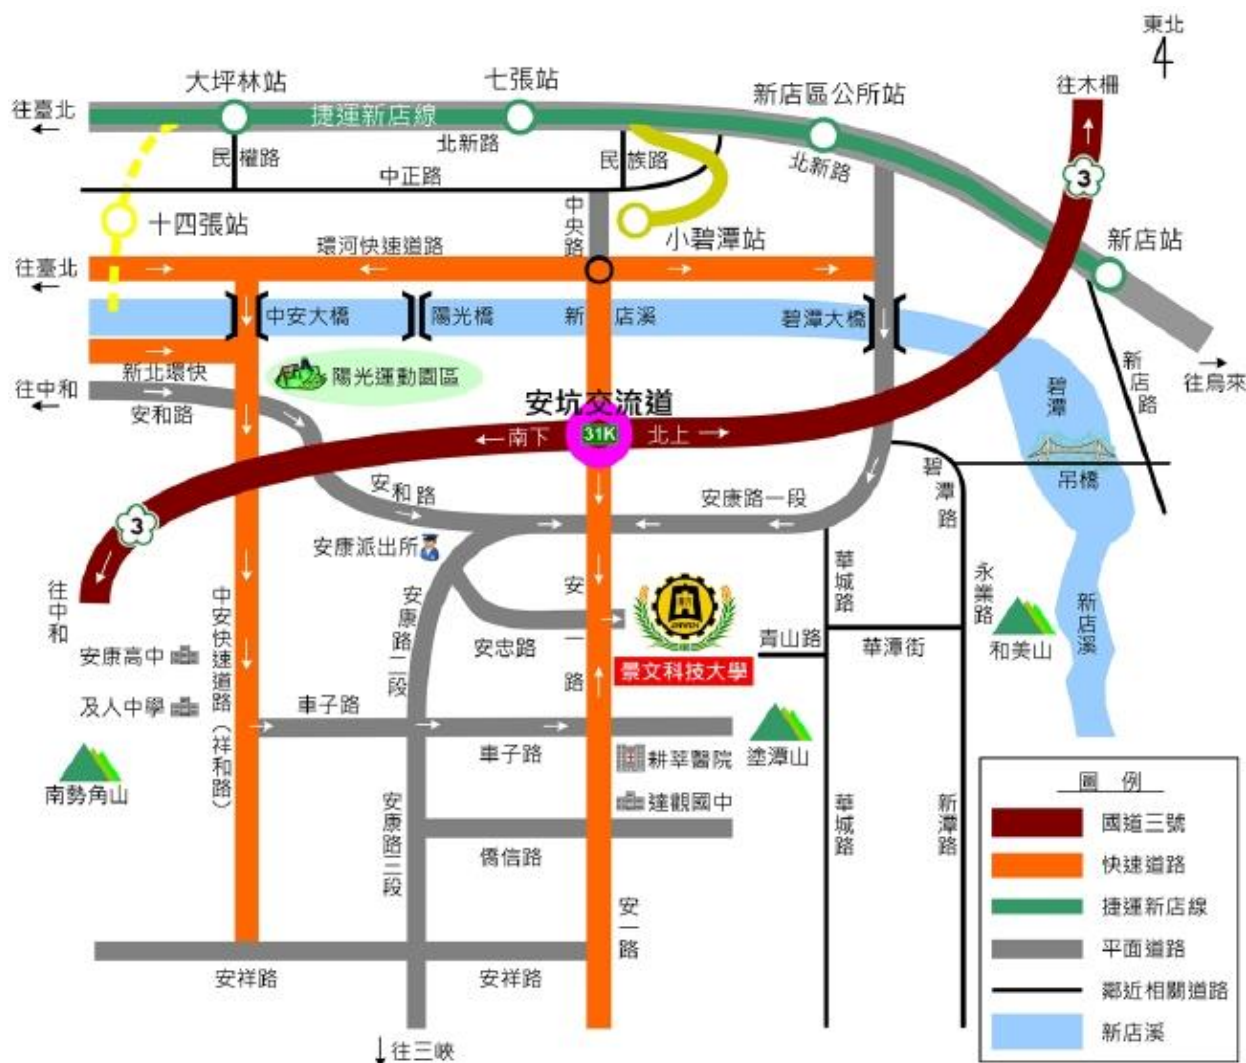 東北
大坪林站
七張站
新店區公所站
往木柵
往臺北
捷運新店線
北新路
民權路
民族路
北新路
3
中正路
十四張站
中央路
小碧潭站
新店站
環河快速道路
往臺北
中安大橋
陽光橋
新店溪
碧潭大橋
新北環快
陽光運動園區
往中和
安和路
安坑交流道
碧潭
新店路
往烏來
南下
31K
北上
吊橋
安和路
安康路一段
碧潭路
3
安康派出所
往中和
中安快速道路(祥和路)
安康路二段
安一路
華城路
永業路
新店溪
安忠路
景文科技大學
青山路
華潭街
和美山
安康高中
及人中學
車子路
車子路
耕莘醫院
塗潭山
南勢角山
達觀國中
安康路三段
僑信路
華城路
新潭路
安一路
安祥路
安祥路
往三峽
圖例
國道三號
快速道路
捷運新店線
平面道路
鄰近相關道路
新店溪